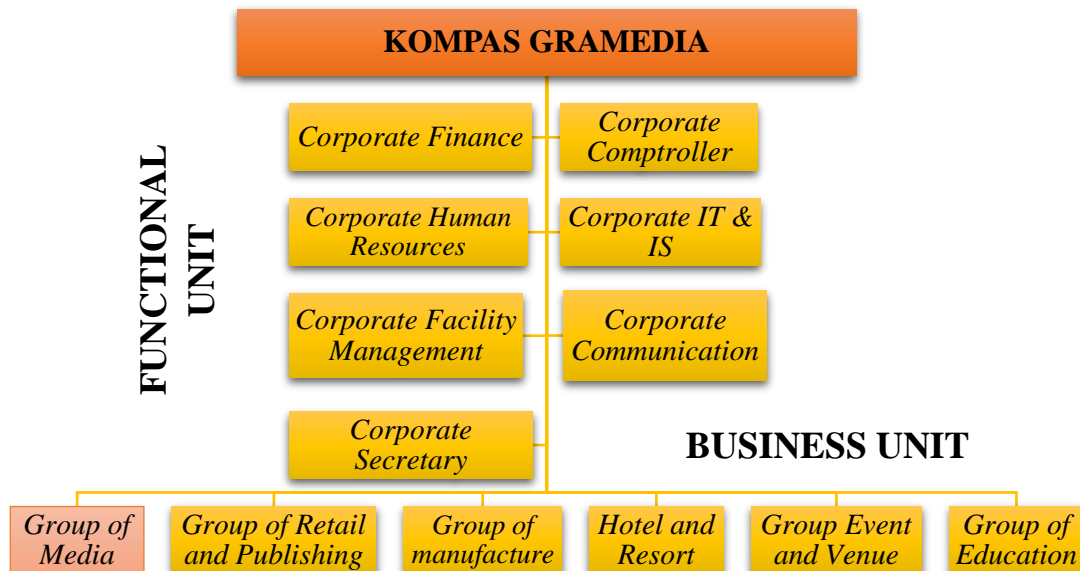 KOMPAS GRAMEDIA
FUNCTIONAL
UNIT
Corporate Finance
Corporate
Comptroller
Corporate Human
Resources
Corporate IT &
IS
Corporate Facility
Management
Corporate
Communication
Corporate
Secretary
BUSINESS UNIT
Group of
Media
Group of Retail
and Publishing
Group of
manufacture
Hotel and
Resort
Group Event
and Venue
Group of
Education